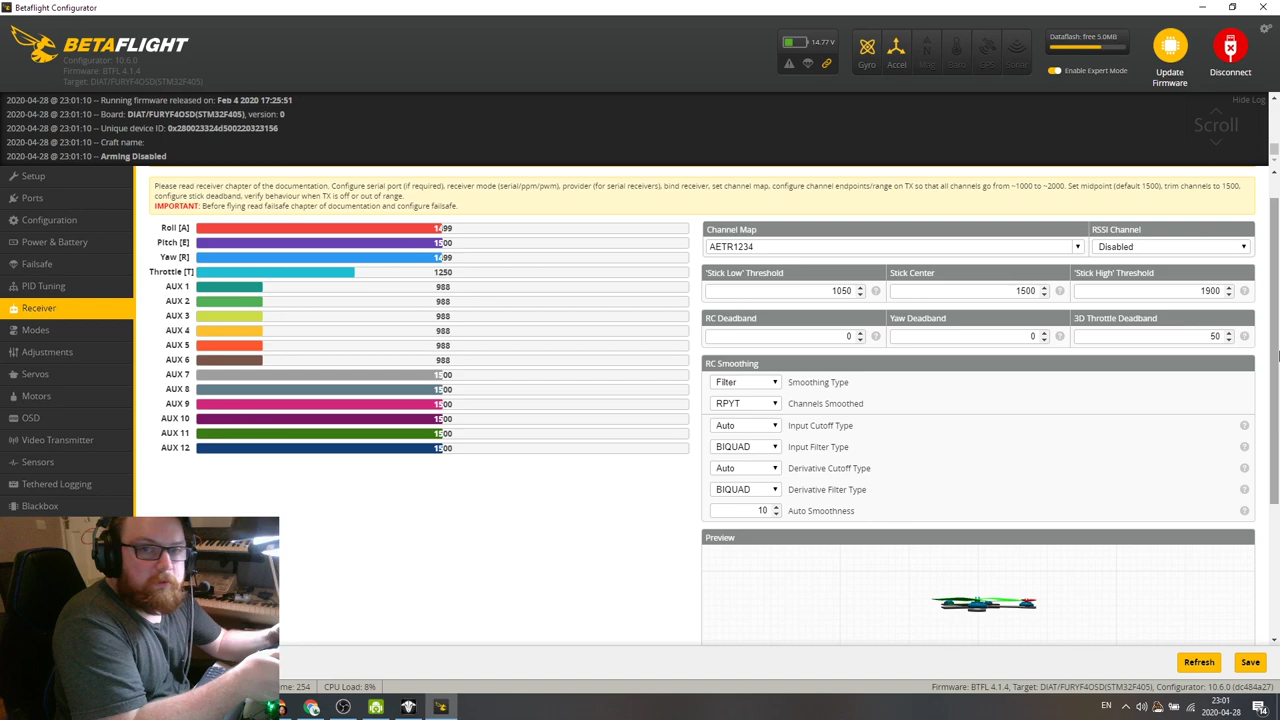 Betaflight Configurator
BETAFLIGHT
Configurator: 10.6.0
Firmware: BTFL 4.1.4
Target: DIAT/FURYF4OSD(STM32F405)
14.77 V
Gyro
Accel
Mag
Baro
GPS
Sonar
Dataflash: free 5.0MB
Enable Expert Mode
Update
Firmware
Disconnect
2020-04-28 @ 23:01:10 -- Running firmware released on: Feb 4 2020 17:25:51
2020-04-28 @ 23:01:10 -- Board: DIAT/FURYF4OSD(STM32F405), version: 0
2020-04-28 @ 23:01:10 -- Unique device ID: 0x280023324d500220323156
2020-04-28 @ 23:01:10 -- Craft name:
2020-04-28 @ 23:01:10 -- Arming Disabled
Hide Log
Scroll
Setup
Ports
Configuration
Power & Battery
Failsafe
PID Tuning
Receiver
Modes
Adjustments
Servos
Motors
OSD
Video Transmitter
Sensors
Tethered Logging
Blackbox
Please read receiver chapter of the documentation. Configure serial port (if required), receiver mode (serial/ppm/pwm), provider (for serial receivers), bind receiver, set channel map, configure channel endpoints/range on TX so that all channels go from ~1000 to ~2000. Set midpoint (default 1500), trim channels to 1500,
configure stick deadband, verify behaviour when TX is off or out of range.
IMPORTANT: Before flying read failsafe chapter of documentation and configure failsafe.
Roll [A] 1499
Pitch [E] 1500
Yaw [R] 1499
Throttle [T] 1250
AUX 1 988
AUX 2 988
AUX 3 988
AUX 4 988
AUX 5 988
AUX 6 988
AUX 7 1500
AUX 8 1500
AUX 9 1500
AUX 10 1500
AUX 11 1500
AUX 12 1500
Channel Map
RSSI Channel
AETR1234
Disabled
'Stick Low' Threshold
Stick Center
'Stick High' Threshold
1050
1500
1900
RC Deadband
Yaw Deadband
3D Throttle Deadband
0
0
50
RC Smoothing
Filter Smoothing Type
RPYT Channels Smoothed
Auto Input Cutoff Type
BIQUAD Input Filter Type
Auto Derivative Cutoff Type
BIQUAD Derivative Filter Type
10 Auto Smoothness
Preview
Refresh
Save
me: 254
CPU Load: 8%
Firmware: BTFL 4.1.4, Target: DIAT/FURYF4OSD(STM32F405), Configurator: 10.6.0 (dc484a27)
EN
23:01
2020-04-28
14